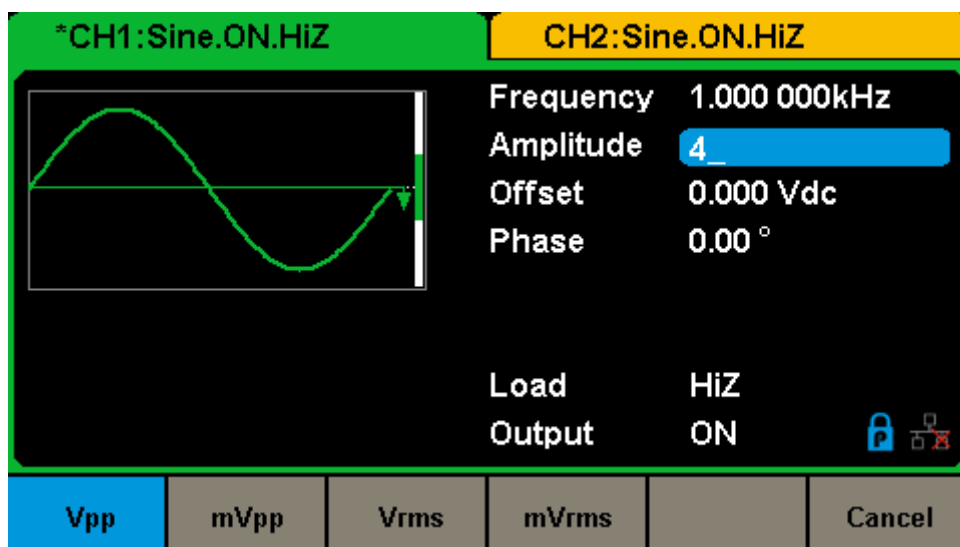 *CH1:Sine.ON.HiZ
CH2:Sine.ON.HiZ
Frequency 1.000 000kHz
Amplitude 4_
Offset 0.000 Vdc
Phase 0.00 °
Load HiZ
Output ON
P
Vpp mVpp Vrms mVrms Cancel